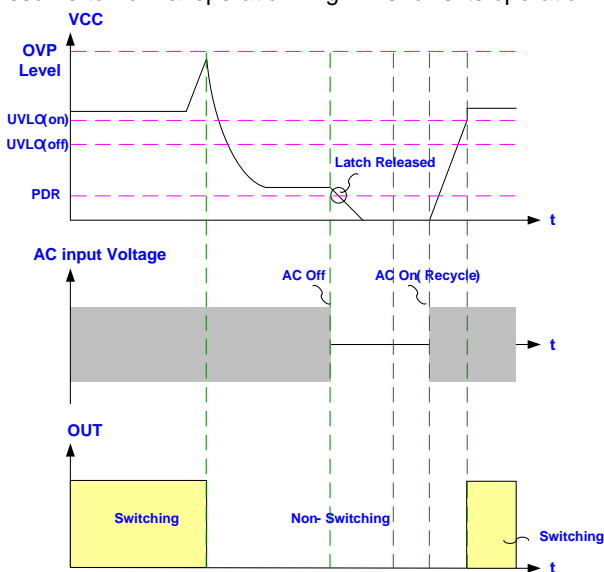 VCC
OVP
Level
UVLO(on)
UVLO(off)
Latch Released
PDR
t
AC input Voltage
AC Off
AC On( Recycle)
t
OUT
Switching
Non- Switching
Switching
t